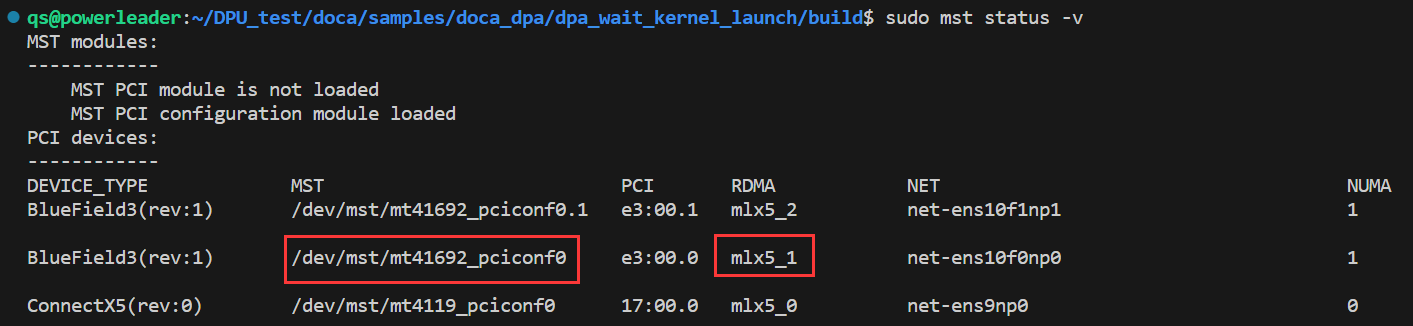 qs@powerleader:~/DPU_test/doca/samples/doca_dpa/dpa_wait_kernel_launch/build$ sudo mst status -v
MST modules:
------------
    MST PCI module is not loaded
    MST PCI configuration module loaded
PCI devices:
------------
DEVICE_TYPE             MST                           PCI       RDMA            NET                                     NUMA
BlueField3(rev:1)       /dev/mst/mt41692_pciconf0.1   e3:00.1   mlx5_2          net-ens10f1np1                          1
BlueField3(rev:1)       /dev/mst/mt41692_pciconf0     e3:00.0   mlx5_1          net-ens10f0np0                          1
ConnectX5(rev:0)        /dev/mst/mt4119_pciconf0      17:00.0   mlx5_0          net-ens9np0                             0